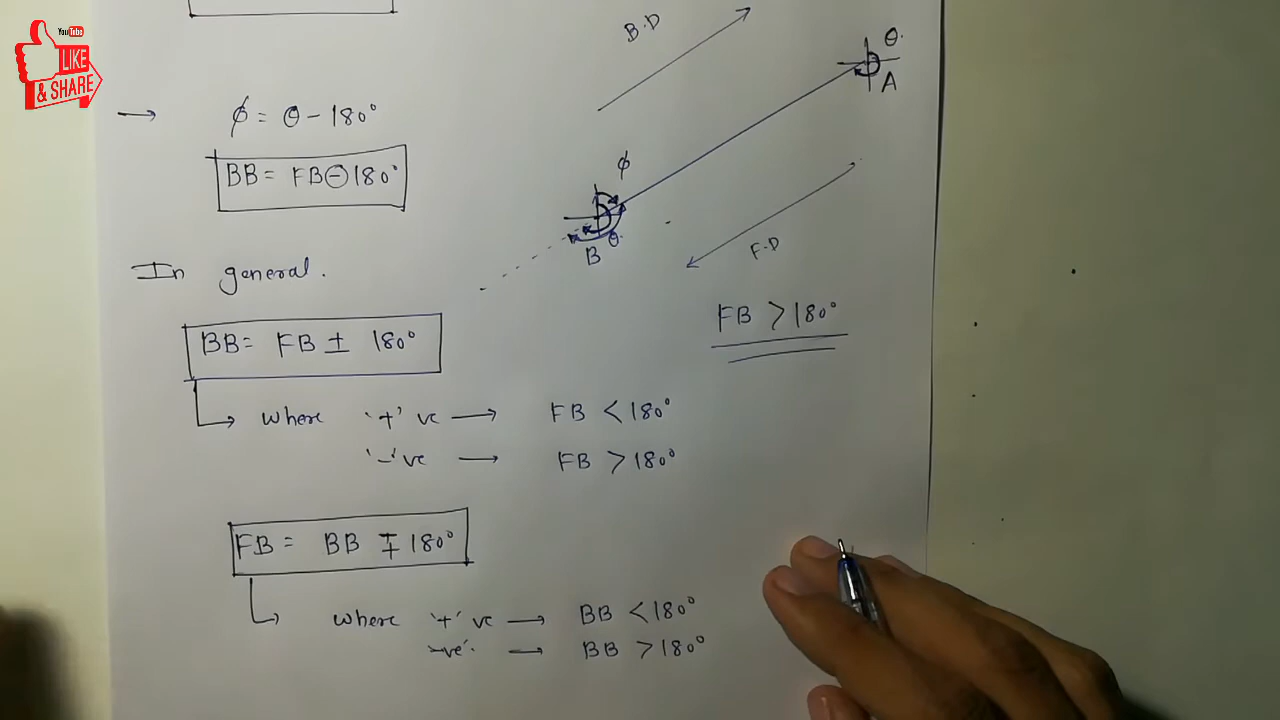 YouTube
LIKE
& SHARE
B.D
θ.
A
→ φ = θ - 180°
BB = FB ⊖ 180°
φ
θ.
B
F.D
In general.
FB > 180°
BB = FB ± 180°
where '+' ve → FB < 180°
'-' ve → FB > 180°
FB = BB ∓ 180°
where '+' ve → BB < 180°
'-ve' → BB > 180°